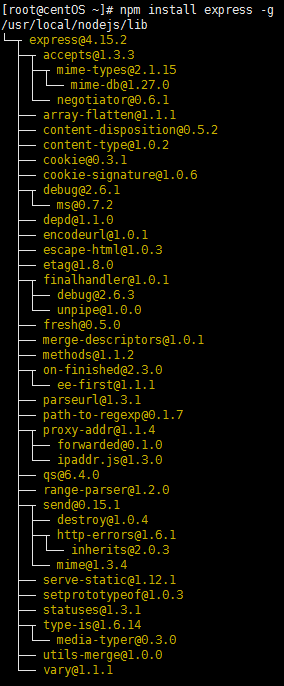 [root@centOS ~]# npm install express -g
/usr/local/nodejs/lib
└─┬ express@4.15.2
  ├─┬ accepts@1.3.3
  │ ├─┬ mime-types@2.1.15
  │ │ └── mime-db@1.27.0
  │ └── negotiator@0.6.1
  ├── array-flatten@1.1.1
  ├── content-disposition@0.5.2
  ├── content-type@1.0.2
  ├── cookie@0.3.1
  ├── cookie-signature@1.0.6
  ├─┬ debug@2.6.1
  │ └── ms@0.7.2
  ├── depd@1.1.0
  ├── encodeurl@1.0.1
  ├── escape-html@1.0.3
  ├── etag@1.8.0
  ├─┬ finalhandler@1.0.1
  │ ├── debug@2.6.3
  │ └── unpipe@1.0.0
  ├── fresh@0.5.0
  ├── merge-descriptors@1.0.1
  ├── methods@1.1.2
  ├─┬ on-finished@2.3.0
  │ └── ee-first@1.1.1
  ├── parseurl@1.3.1
  ├── path-to-regexp@0.1.7
  ├─┬ proxy-addr@1.1.4
  │ ├── forwarded@0.1.0
  │ └── ipaddr.js@1.3.0
  ├── qs@6.4.0
  ├── range-parser@1.2.0
  ├─┬ send@0.15.1
  │ ├── destroy@1.0.4
  │ ├─┬ http-errors@1.6.1
  │ │ └── inherits@2.0.3
  │ └── mime@1.3.4
  ├── serve-static@1.12.1
  ├── setprototypeof@1.0.3
  ├── statuses@1.3.1
  ├─┬ type-is@1.6.14
  │ └── media-typer@0.3.0
  ├── utils-merge@1.0.0
  └── vary@1.1.1